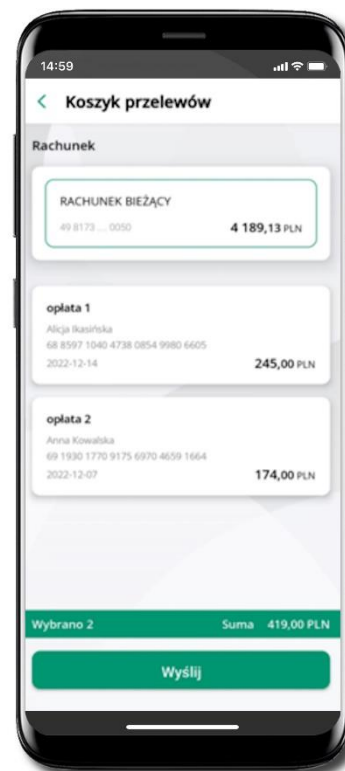 14:59
Koszyk przelewów
Rachunek
RACHUNEK BIEŻĄCY
49 8173 ... 0050 4 189,13 PLN
opłata 1
Alicja Ikasińska
68 8597 1040 4738 0854 9980 6605
2022-12-14 245,00 PLN
opłata 2
Anna Kowalska
69 1930 1770 9175 6970 4659 1664
2022-12-07 174,00 PLN
Wybrano 2 Suma 419,00 PLN
Wyślij